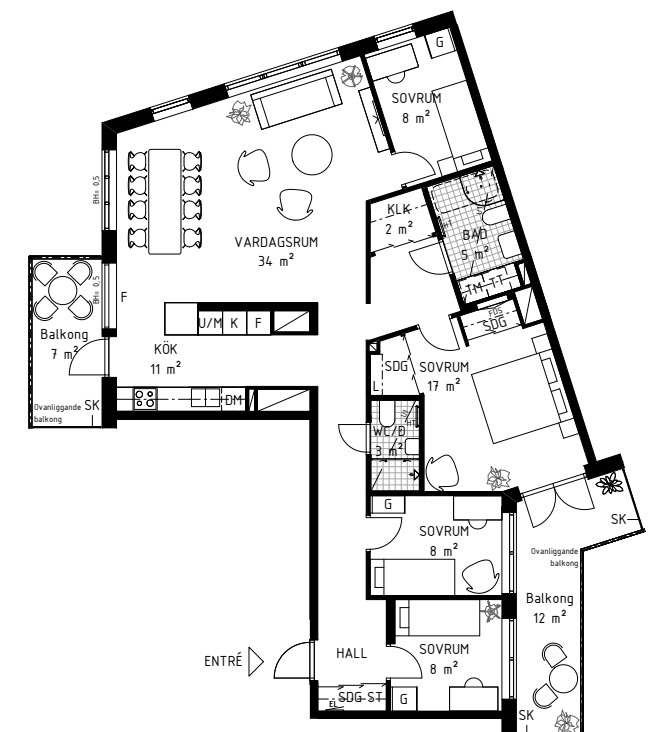 G
SOVRUM
8 m²
BH= 0,5
KLK
2 m²
VARDAGSRUM
34 m²
BAD
5 m²
TM TT
BH= 0,5
F
FDS
SDG
U/M K F
Balkong
7 m²
KÖK
11 m²
SDG
SOVRUM
17 m²
L
DM
Ovanliggande
balkong
SK
HT
WC/D
3 m²
G
SOVRUM
8 m²
SK
Ovanliggande
balkong
Balkong
12 m²
ENTRÉ
HALL
SOVRUM
8 m²
SDG ST
EL
G
SK